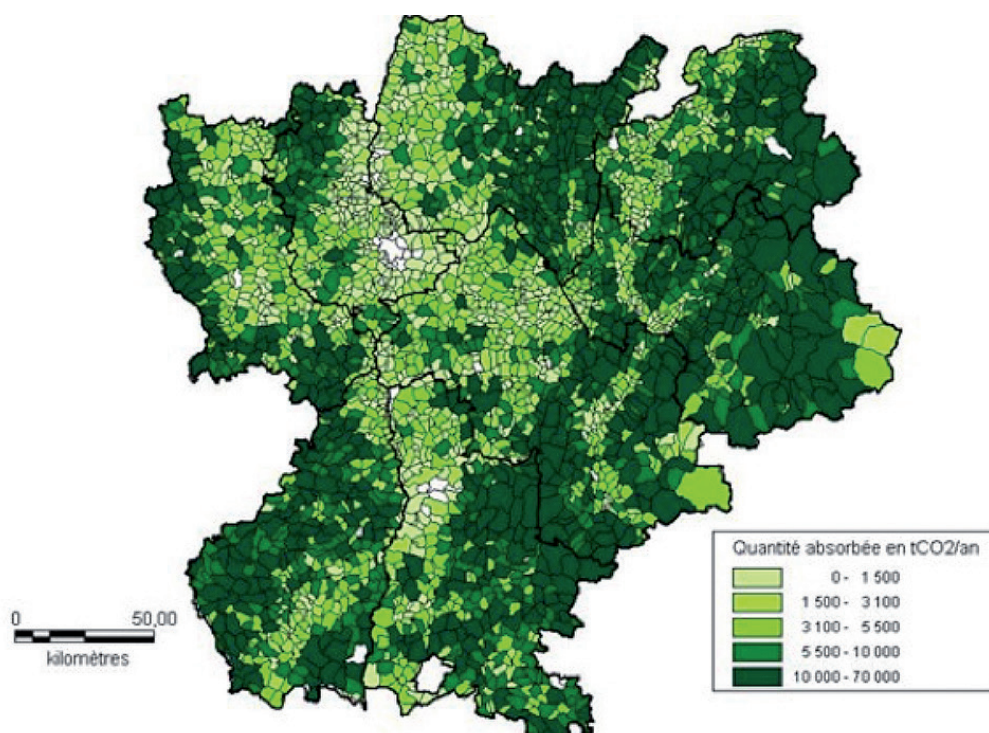 Quantité absorbée en tCO2/an
0 - 1 500
1 500 - 3 100
3 100 - 5 500
5 500 - 10 000
10 000 - 70 000
0 50,00
kilomètres